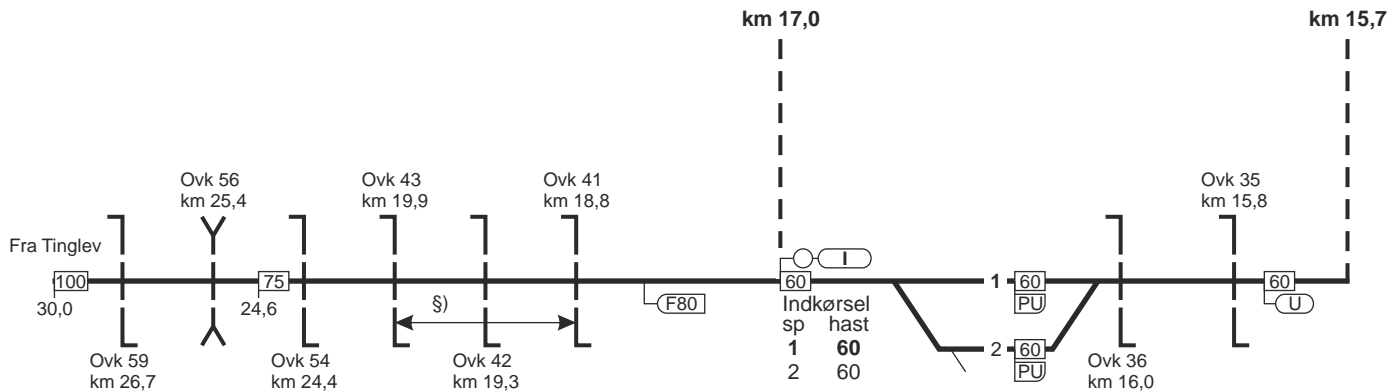 km 17,0
km 15,7
Ovk 56
km 25,4
Ovk 43
km 19,9
Ovk 41
km 18,8
Ovk 35
km 15,8
Fra Tinglev
I
100
75
60
1
60
60
30,0
24,6
§)
F80
Indkørsel
PU
U
sp hast
1 60
2 60
2
60
PU
Ovk 59
km 26,7
Ovk 54
km 24,4
Ovk 42
km 19,3
Ovk 36
km 16,0